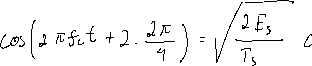 cos(2πf_c t + 2·2π/4) = √(2E_s/T_s) c